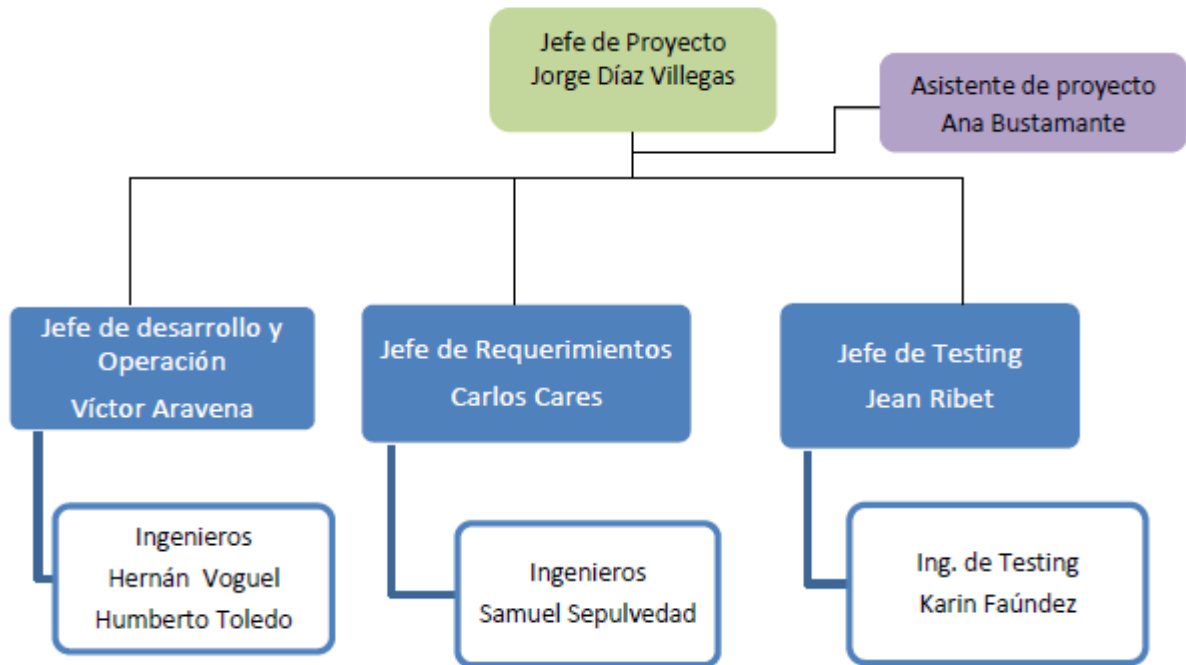 Jefe de Proyecto
Jorge Díaz Villegas
Asistente de proyecto
Ana Bustamante
Jefe de desarrollo y
Operación
Víctor Aravena
Jefe de Requerimientos
Carlos Cares
Jefe de Testing
Jean Ribet
Ingenieros
Hernán Voguel
Humberto Toledo
Ingenieros
Samuel Sepulvedad
Ing. de Testing
Karin Faúndez